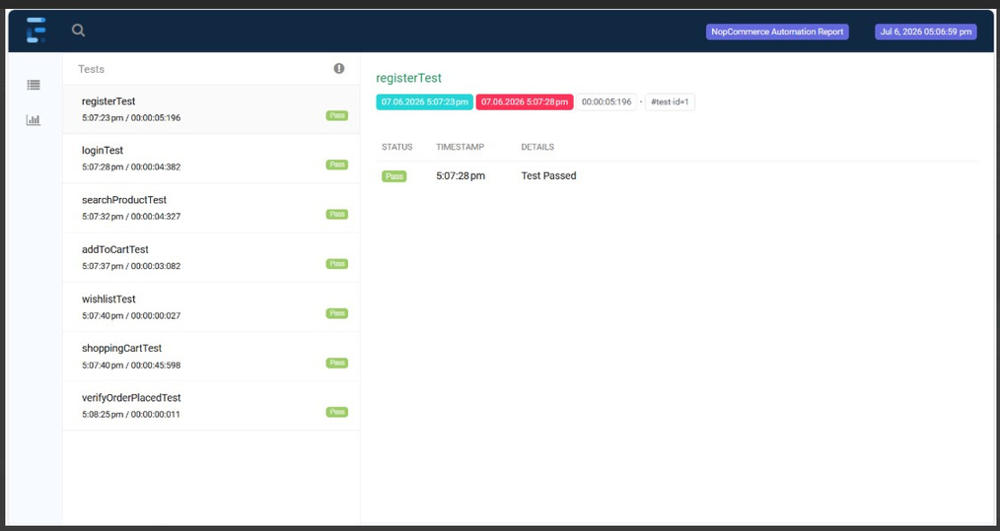 NopCommerce Automation Report
Jul 6, 2026 05:06:59 pm
Tests
registerTest
5:07:23 pm / 00:00:05:196
Pass
loginTest
5:07:28 pm / 00:00:04:382
Pass
searchProductTest
5:07:32 pm / 00:00:04:327
Pass
addToCartTest
5:07:37 pm / 00:00:03:082
Pass
wishlistTest
5:07:40 pm / 00:00:00:027
Pass
shoppingCartTest
5:07:40 pm / 00:00:45:598
Pass
verifyOrderPlacedTest
5:08:25 pm / 00:00:00:011
Pass
registerTest
07.06.2026 5:07:23 pm 07.06.2026 5:07:28 pm 00:00:05:196 · #test-id=1
STATUS TIMESTAMP DETAILS
Pass 5:07:28 pm Test Passed